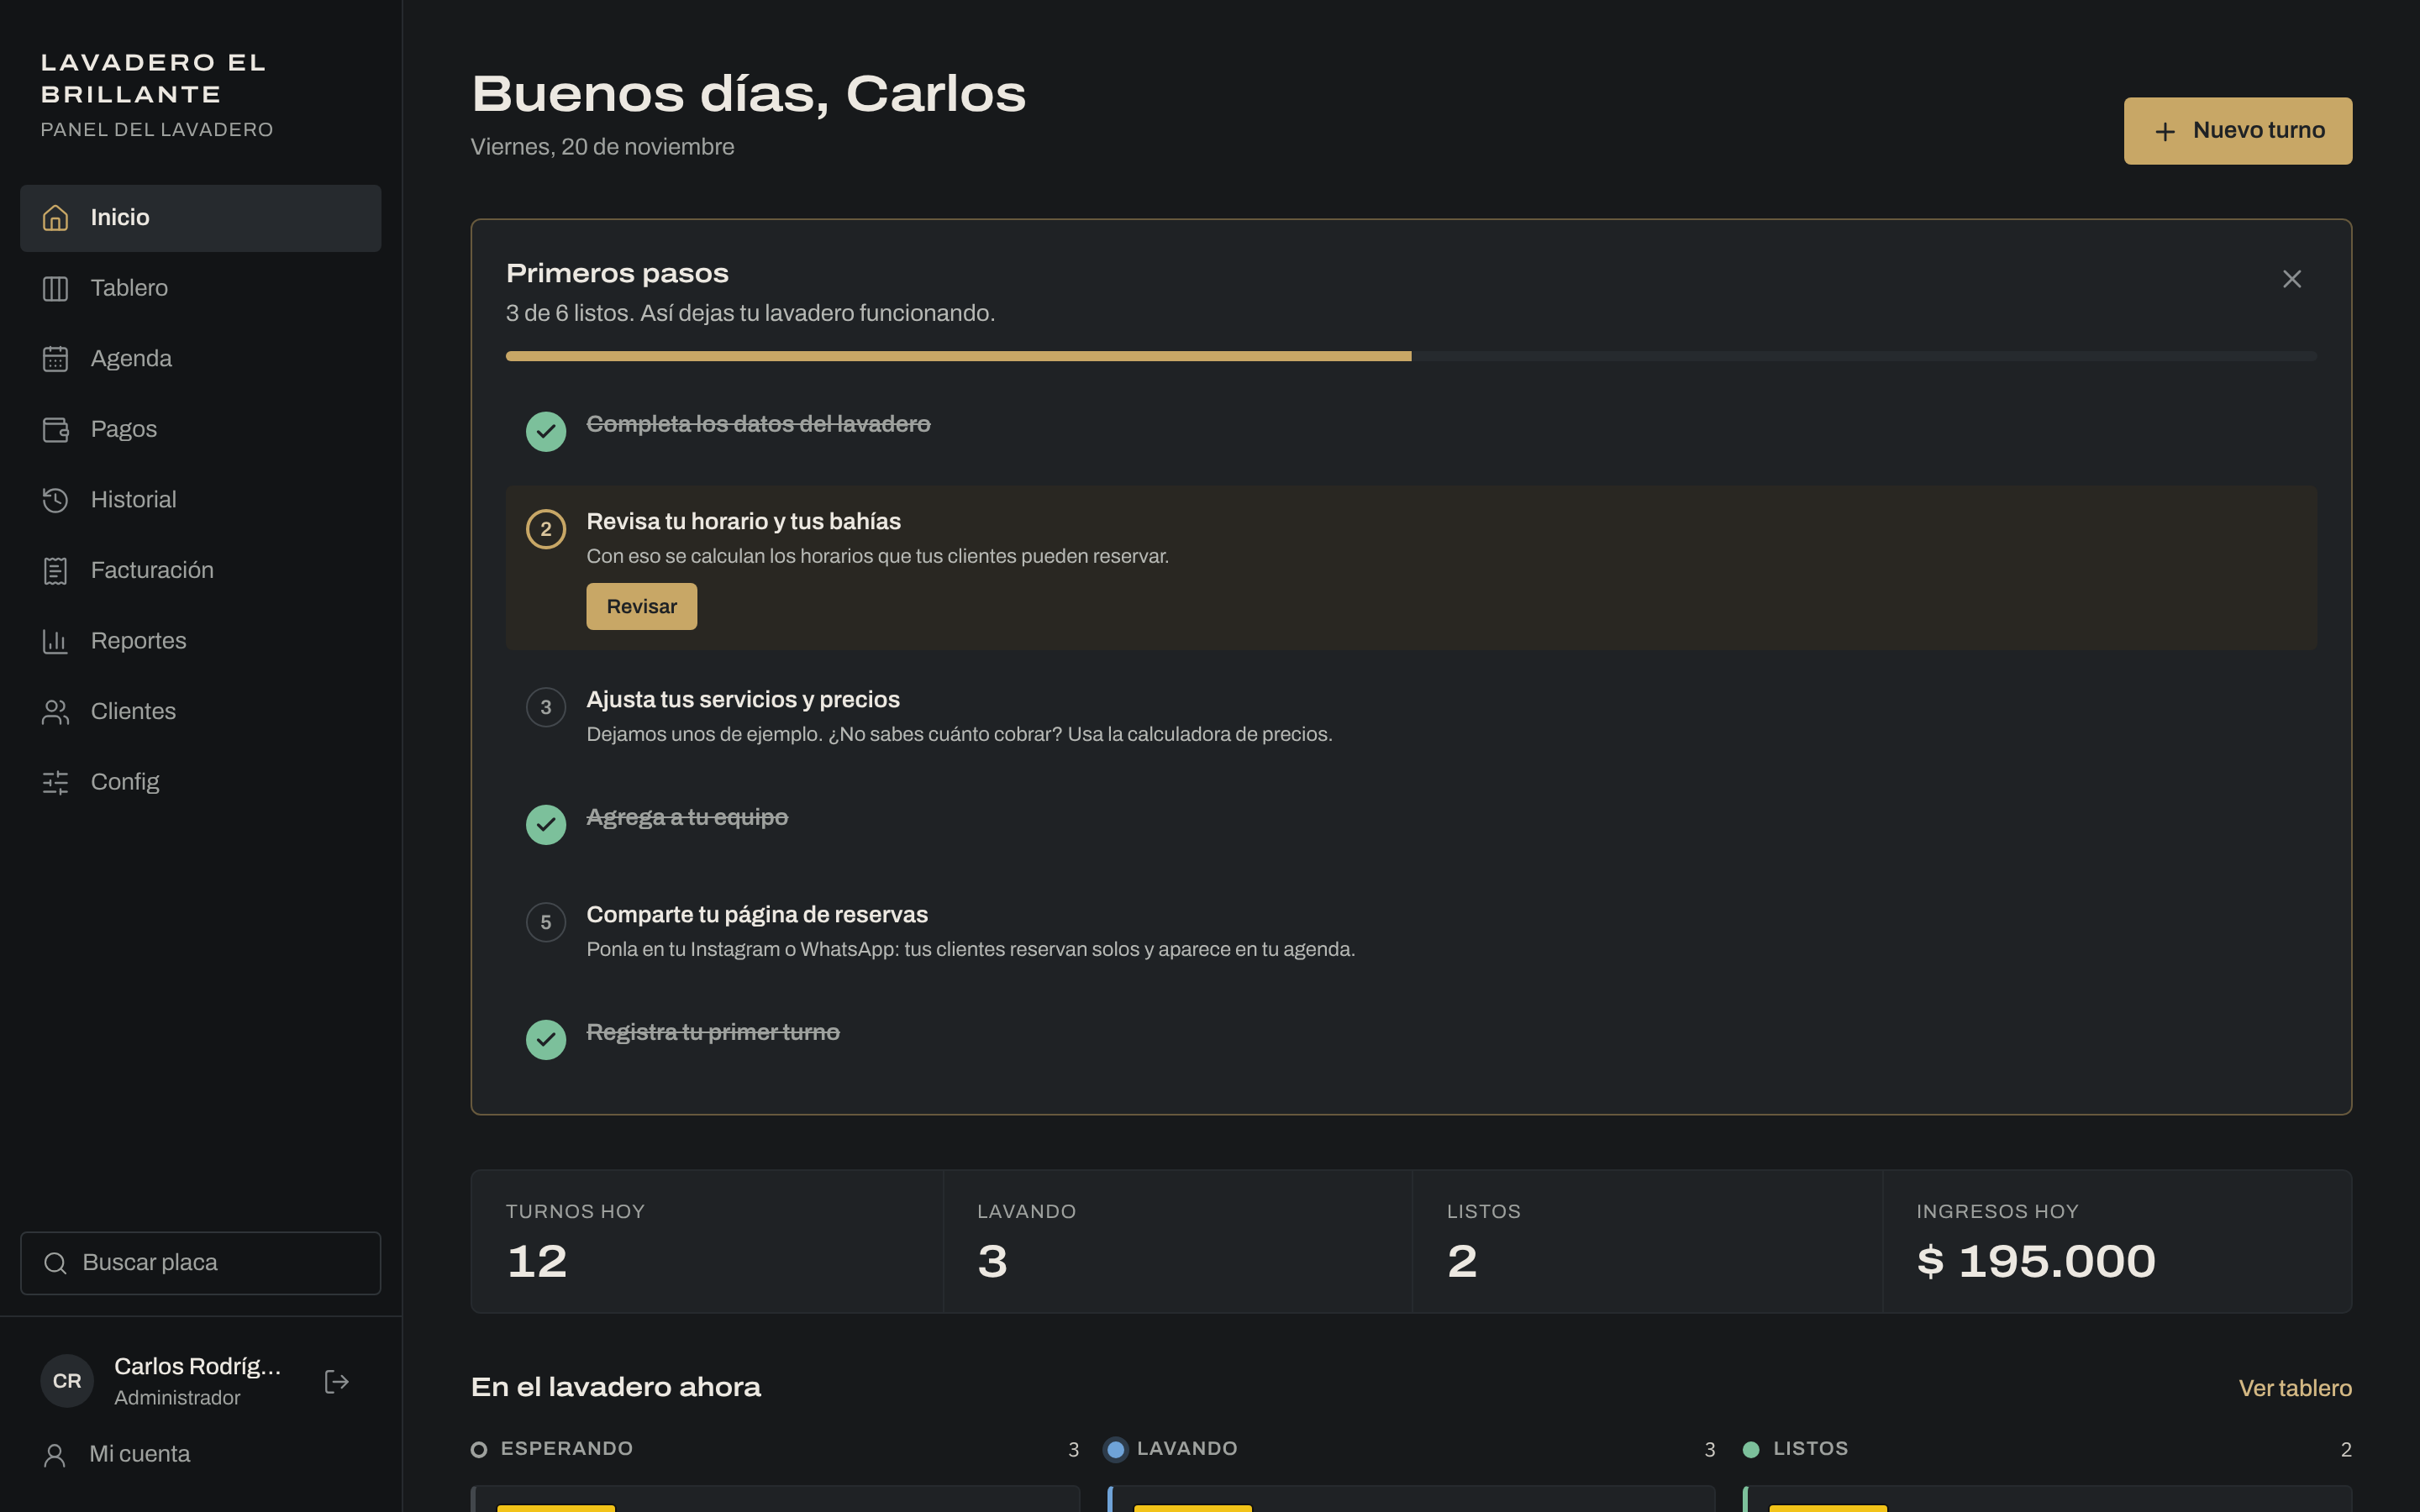 LAVADERO EL
BRILLANTE
PANEL DEL LAVADERO
Inicio
Tablero
Agenda
Pagos
Historial
Facturación
Reportes
Clientes
Config
Buscar placa
CR
Carlos Rodríg...
Administrador
Mi cuenta
Buenos días, Carlos
Viernes, 20 de noviembre
Nuevo turno
Primeros pasos
3 de 6 listos. Así dejas tu lavadero funcionando.
Completa los datos del lavadero
2
Revisa tu horario y tus bahías
Con eso se calculan los horarios que tus clientes pueden reservar.
Revisar
3
Ajusta tus servicios y precios
Dejamos unos de ejemplo. ¿No sabes cuánto cobrar? Usa la calculadora de precios.
Agrega a tu equipo
5
Comparte tu página de reservas
Ponla en tu Instagram o WhatsApp: tus clientes reservan solos y aparece en tu agenda.
Registra tu primer turno
TURNOS HOY
12
LAVANDO
3
LISTOS
2
INGRESOS HOY
$ 195.000
En el lavadero ahora
Ver tablero
ESPERANDO 3
LAVANDO 3
LISTOS 2